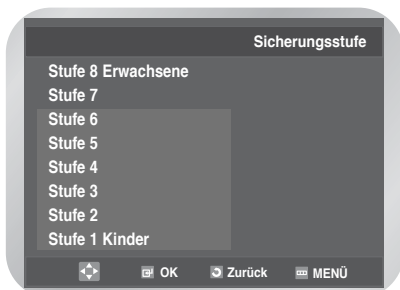 Sicherungsstufe
Stufe 8 Erwachsene
Stufe 7
Stufe 6
Stufe 5
Stufe 4
Stufe 3
Stufe 2
Stufe 1 Kinder
OK Zurück MENÜ